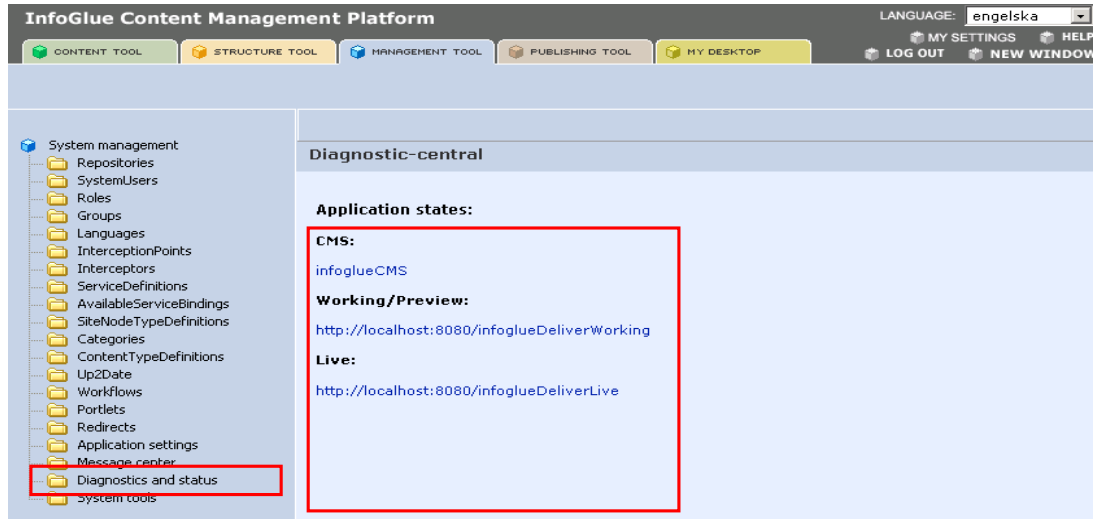 InfoGlue Content Management Platform
LANGUAGE: engelska
MY SETTINGS HELP
LOG OUT NEW WINDOW
CONTENT TOOL
STRUCTURE TOOL
MANAGEMENT TOOL
PUBLISHING TOOL
MY DESKTOP
System management
Repositories
SystemUsers
Roles
Groups
Languages
InterceptionPoints
Interceptors
ServiceDefinitions
AvailableServiceBindings
SiteNodeTypeDefinitions
Categories
ContentTypeDefinitions
Up2Date
Workflows
Portlets
Redirects
Application settings
Message center
Diagnostics and status
System tools
Diagnostic-central
Application states:
CMS:
infoglueCMS
Working/Preview:
http://localhost:8080/infoglueDeliverWorking
Live:
http://localhost:8080/infoglueDeliverLive